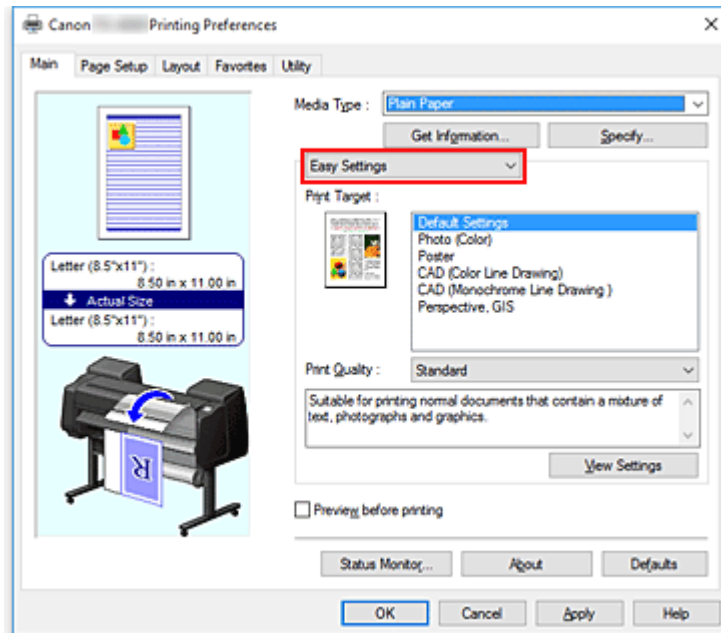 Canon Printing Preferences
Main Page Setup Layout Favorites Utility
Media Type : Plain Paper
Get Information... Specify...
Easy Settings
Print Target :
Default Settings
Photo (Color)
Poster
CAD (Color Line Drawing)
CAD (Monochrome Line Drawing )
Perspective, GIS
Letter (8.5"x11") :
8.50 in x 11.00 in
Actual Size
Letter (8.5"x11") :
8.50 in x 11.00 in
R
Print Quality : Standard
Suitable for printing normal documents that contain a mixture of
text, photographs and graphics.
View Settings
Preview before printing
Status Monitor... About Defaults
OK Cancel Apply Help